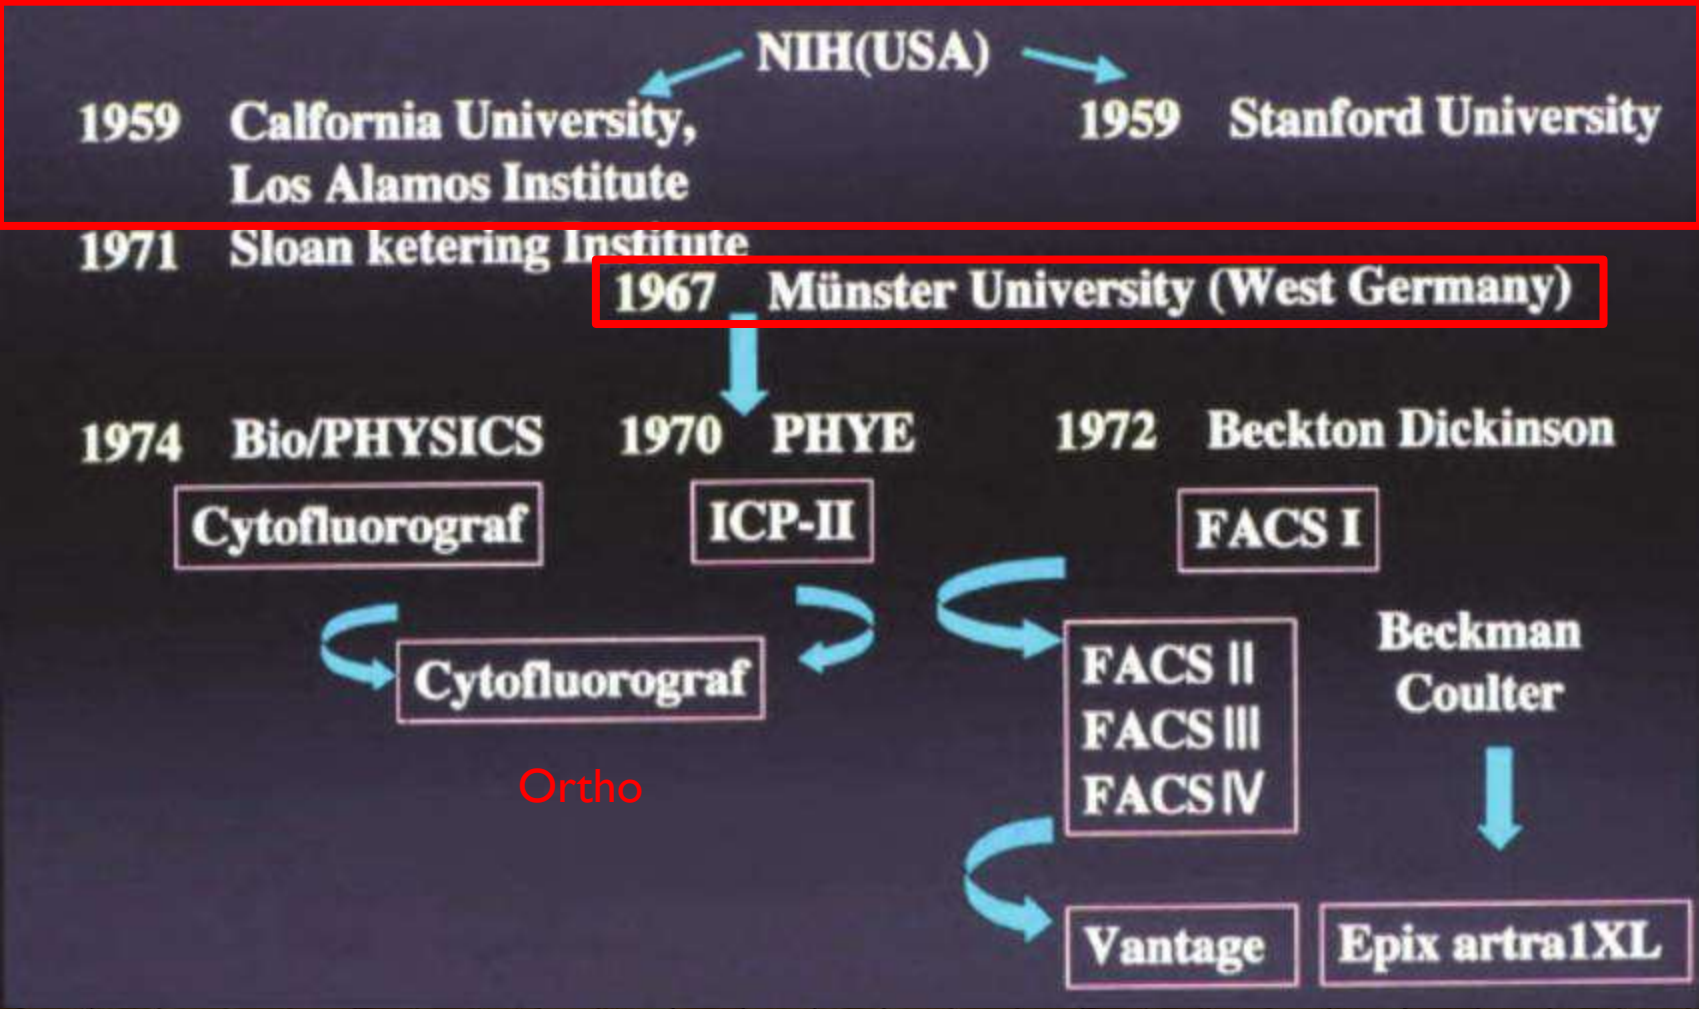 NIH(USA)
1959 Calfornia University,
Los Alamos Institute
1959 Stanford University
1971 Sloan ketering Institute
1967 Münster University (West Germany)
1974 Bio/PHYSICS
Cytofluorograf
1970 PHYE
ICP-II
1972 Beckton Dickinson
FACS I
Cytofluorograf
Ortho
FACS II
FACS III
FACS IV
Beckman
Coulter
Vantage
Epix artra1XL